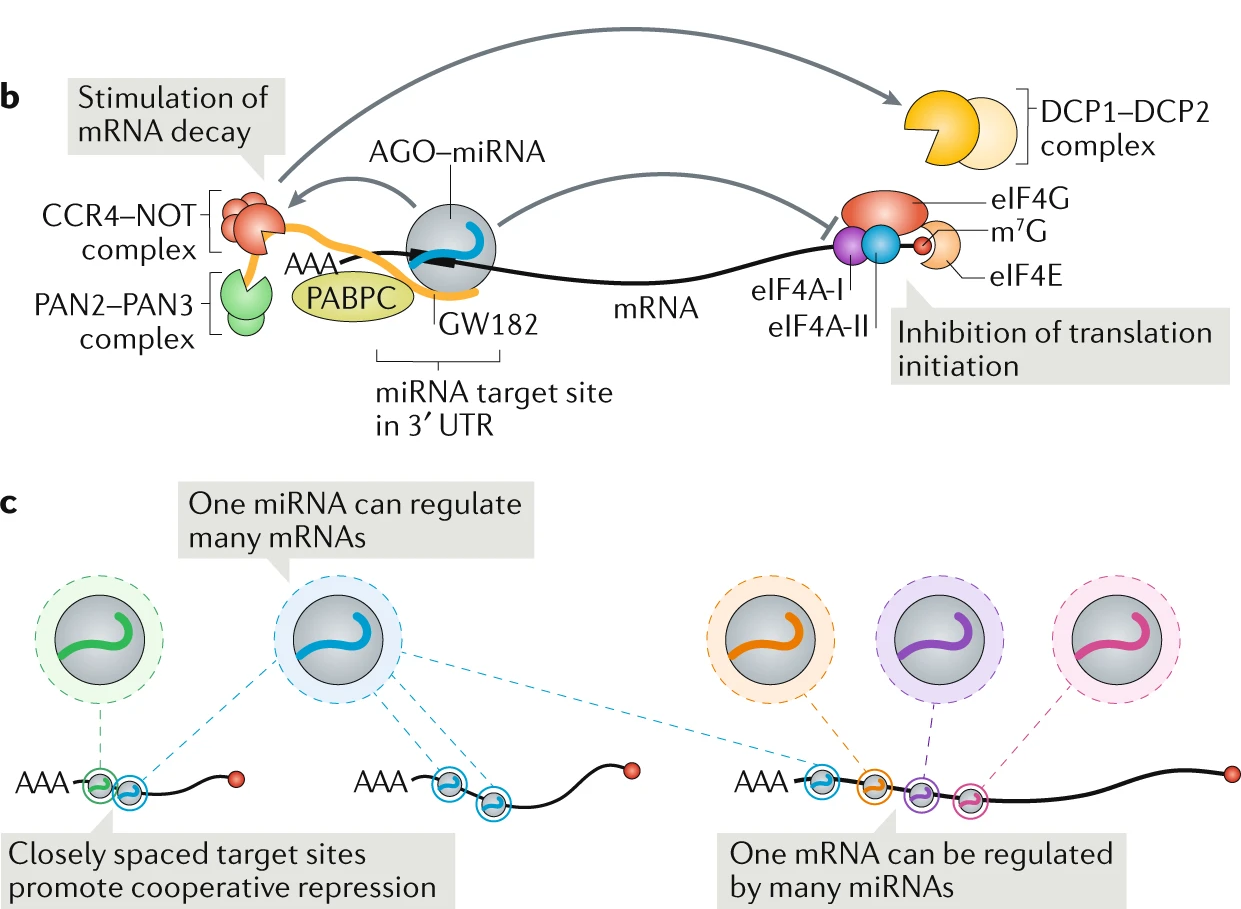 b
Stimulation of
mRNA decay
AGO–miRNA
DCP1–DCP2
complex
CCR4–NOT
complex
eIF4G
m⁷G
eIF4E
AAA
PABPC
PAN2–PAN3
complex
GW182
mRNA
eIF4A-I
eIF4A-II
Inhibition of translation
initiation
miRNA target site
in 3′ UTR
c
One miRNA can regulate
many mRNAs
AAA
AAA
AAA
Closely spaced target sites
promote cooperative repression
One mRNA can be regulated
by many miRNAs